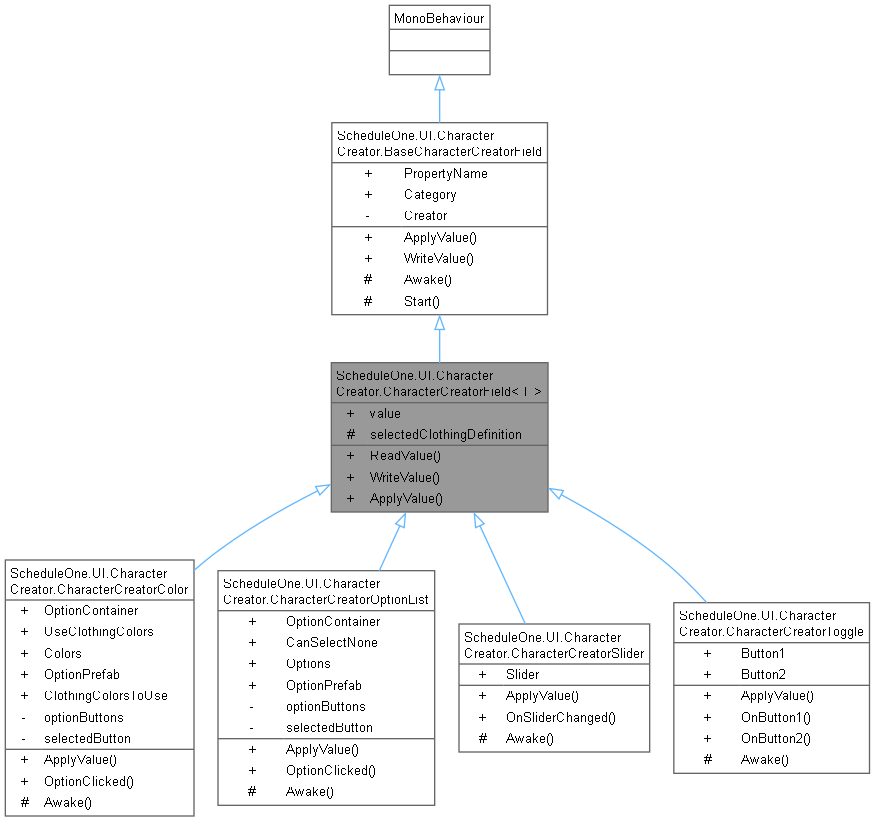 MonoBehaviour
ScheduleOne.UI.Character
Creator.BaseCharacterCreatorField
+ PropertyName
+ Category
- Creator
+ ApplyValue()
+ WriteValue()
# Awake()
# Start()
ScheduleOne.UI.Character
Creator.CharacterCreatorField< T >
+ value
# selectedClothingDefinition
+ ReadValue()
+ WriteValue()
+ ApplyValue()
ScheduleOne.UI.Character
Creator.CharacterCreatorColor
+ OptionContainer
+ UseClothingColors
+ Colors
+ OptionPrefab
+ ClothingColorsToUse
- optionButtons
- selectedButton
+ ApplyValue()
+ OptionClicked()
# Awake()
ScheduleOne.UI.Character
Creator.CharacterCreatorOptionList
+ OptionContainer
+ CanSelectNone
+ Options
+ OptionPrefab
- optionButtons
- selectedButton
+ ApplyValue()
+ OptionClicked()
# Awake()
ScheduleOne.UI.Character
Creator.CharacterCreatorSlider
+ Slider
+ ApplyValue()
+ OnSliderChanged()
# Awake()
ScheduleOne.UI.Character
Creator.CharacterCreatorToggle
+ Button1
+ Button2
+ ApplyValue()
+ OnButton1()
+ OnButton2()
# Awake()